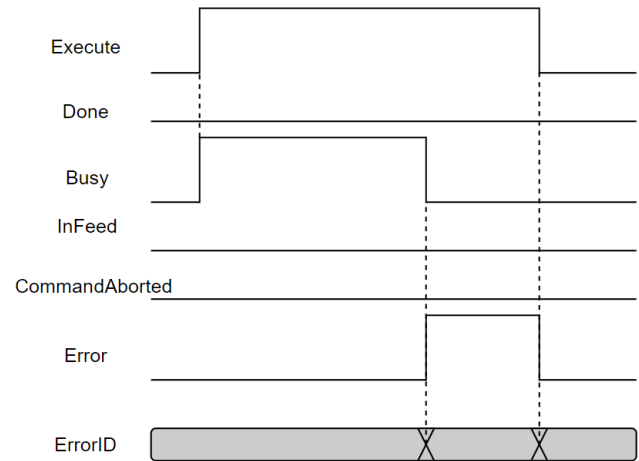 Execute
Done
Busy
InFeed
CommandAborted
Error
ErrorID